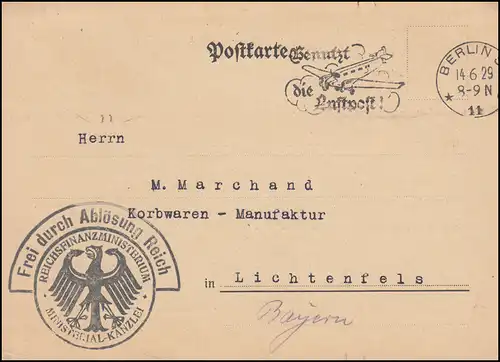 Postkarte
Benutzt
die
Luftpost!
BERLIN
14.6.29
8-9 N
* 11
Herrn
M. Marchand
Korbwaren - Manufaktur
in Lichtenfels
Bayern
Frei durch Ablösung Reich
REICHSFINANZMINISTERIUM
* MINISTERIAL-KANZLEI *